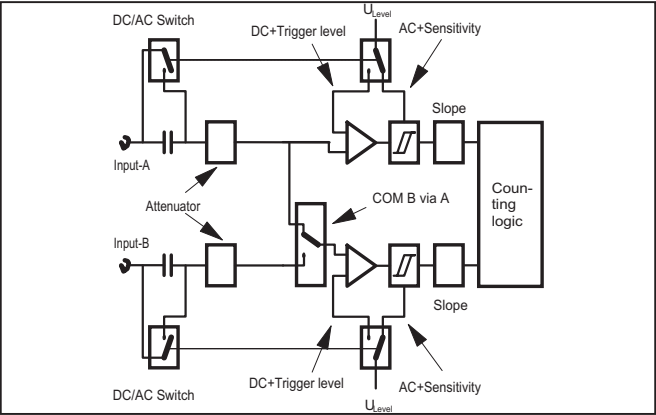 DC/AC Switch
ULevel
DC+Trigger level
AC+Sensitivity
Slope
Input-A
Attenuator
COM B via A
Coun-
ting
logic
Input-B
Slope
DC+Trigger level
AC+Sensitivity
DC/AC Switch
ULevel